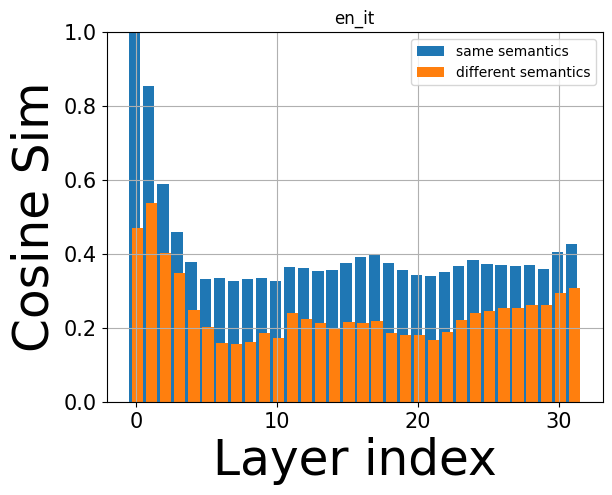 en_it
same semantics
different semantics
Cosine Sim
1.0
0.8
0.6
0.4
0.2
0.0
0 10 20 30
Layer index